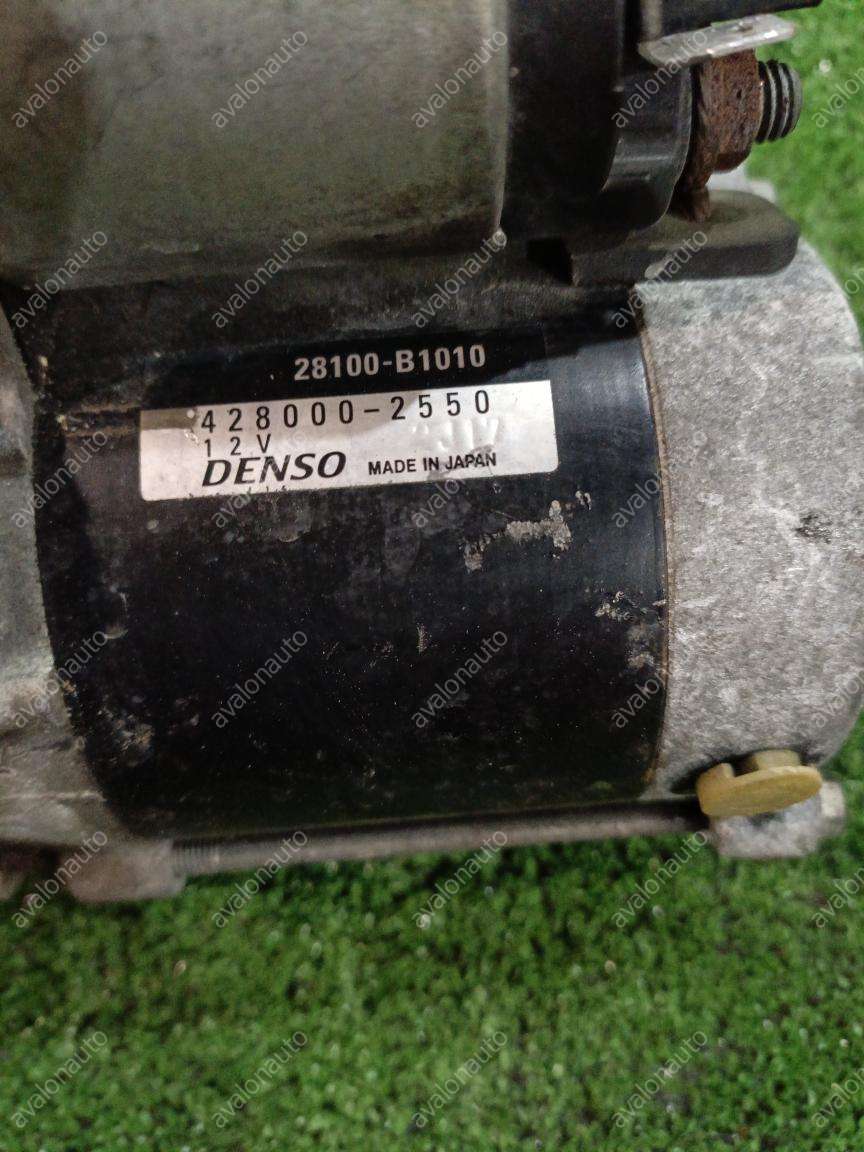 28100-B1010
428000-2550
12V
DENSO MADE IN JAPAN
avalonauto